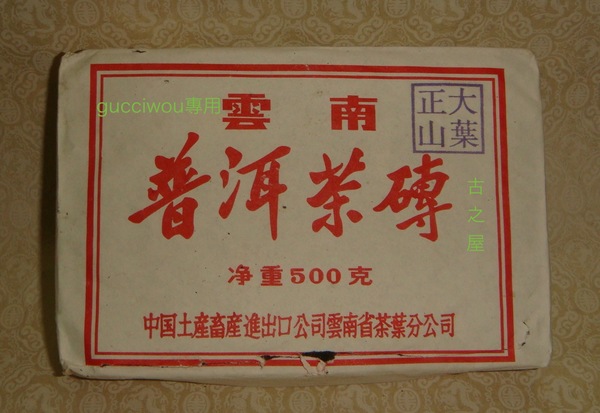 gucciwou專用
雲南
大葉
正山
普洱茶磚
古之屋
净重500克
中国土產畜產進出口公司雲南省茶葉分公司